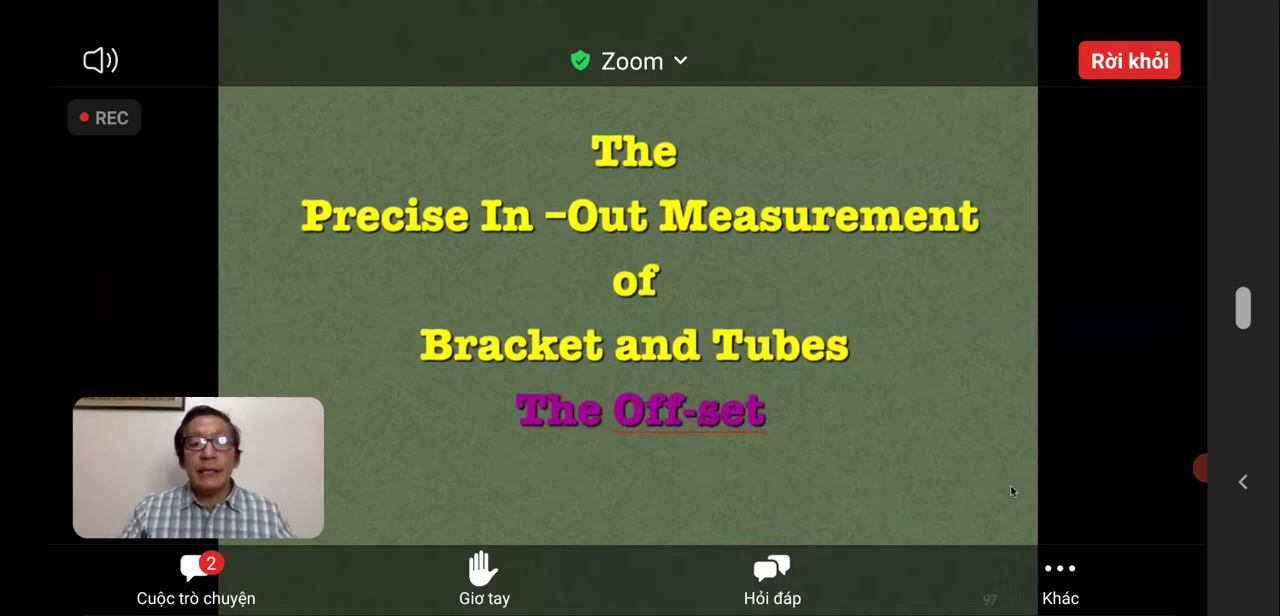 Zoom
Rời khỏi
REC
The
Precise In –Out Measurement
of
Bracket and Tubes
The Off-set
2
Cuộc trò chuyện
Giơ tay
Hỏi đáp
97
Khác